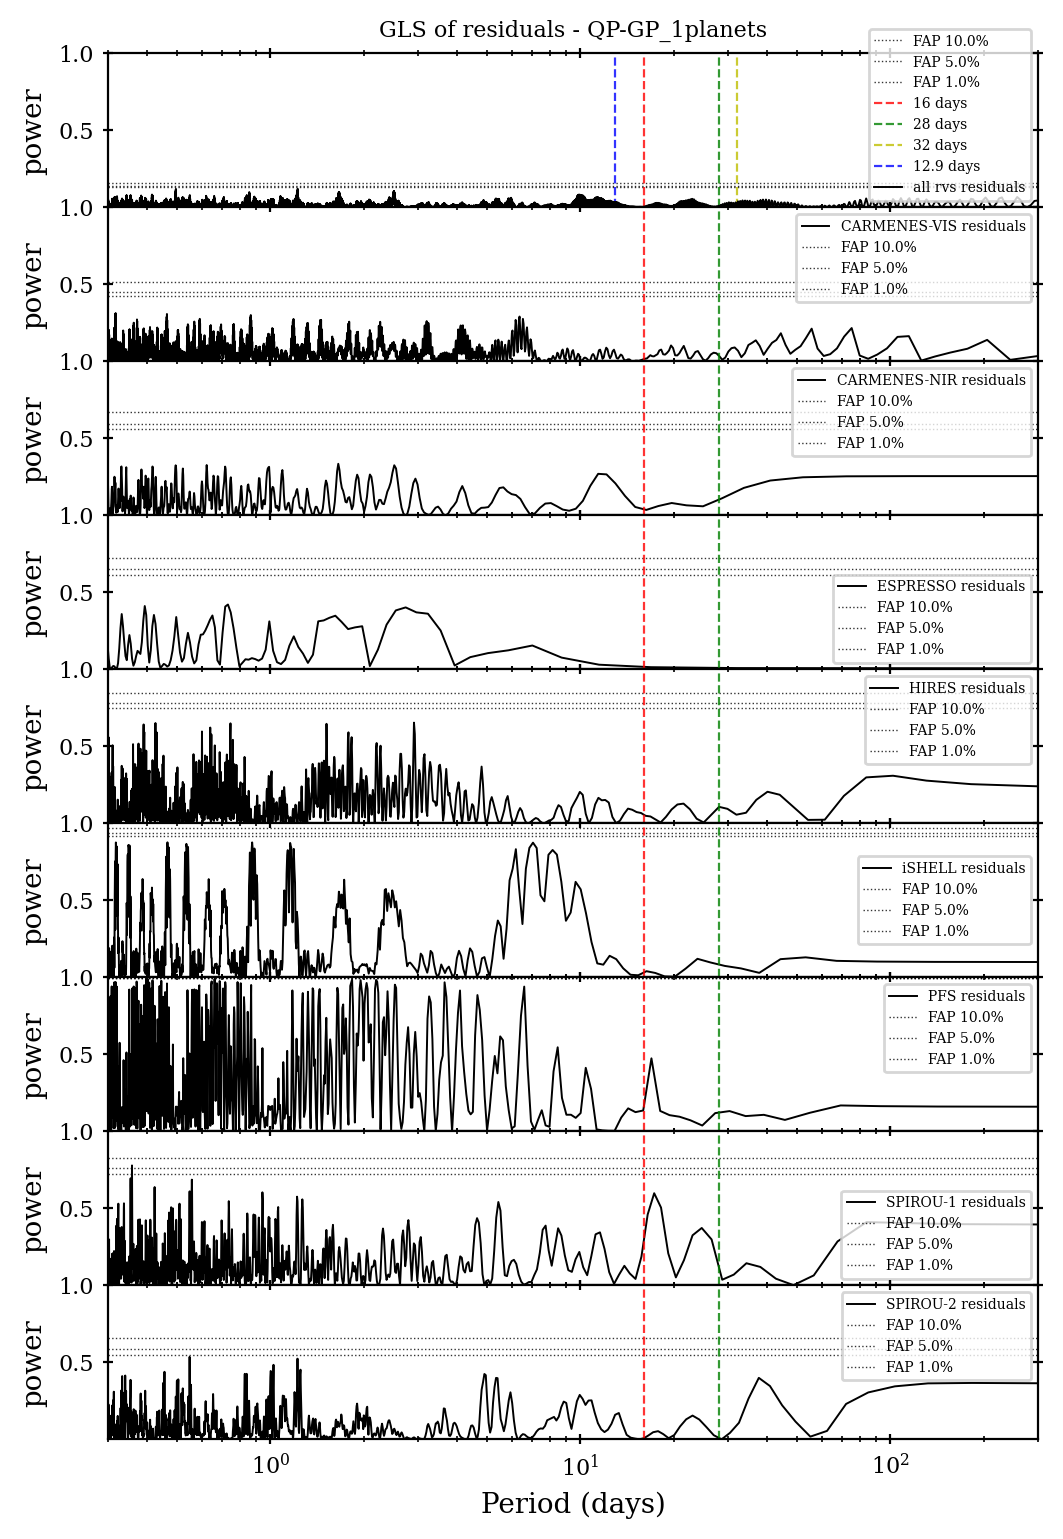 GLS of residuals - QP-GP_1planets
power
1.0
0.5
FAP 10.0%
FAP 5.0%
FAP 1.0%
16 days
28 days
32 days
12.9 days
all rvs residuals
power
1.0
0.5
CARMENES-VIS residuals
FAP 10.0%
FAP 5.0%
FAP 1.0%
power
1.0
0.5
CARMENES-NIR residuals
FAP 10.0%
FAP 5.0%
FAP 1.0%
power
1.0
0.5
ESPRESSO residuals
FAP 10.0%
FAP 5.0%
FAP 1.0%
power
1.0
0.5
HIRES residuals
FAP 10.0%
FAP 5.0%
FAP 1.0%
power
1.0
0.5
iSHELL residuals
FAP 10.0%
FAP 5.0%
FAP 1.0%
power
1.0
0.5
PFS residuals
FAP 10.0%
FAP 5.0%
FAP 1.0%
power
1.0
0.5
SPIROU-1 residuals
FAP 10.0%
FAP 5.0%
FAP 1.0%
power
1.0
0.5
SPIROU-2 residuals
FAP 10.0%
FAP 5.0%
FAP 1.0%
10⁰ 10¹ 10²
Period (days)